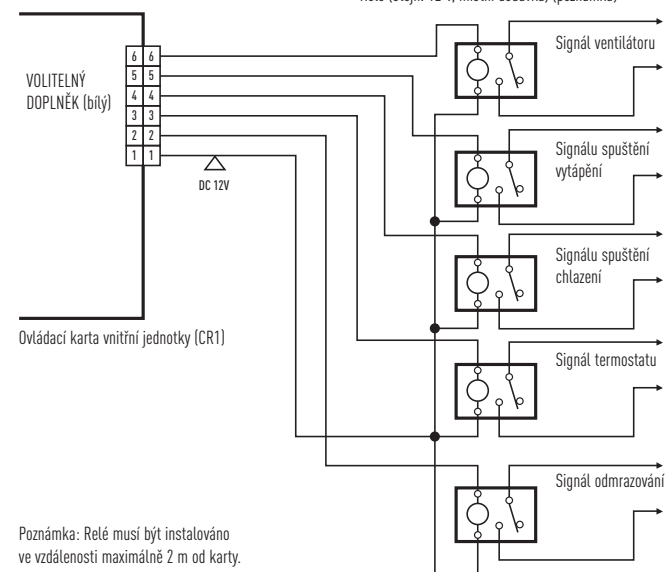 VOLITELNÝ
DOPLNĚK (bílý)
6 6
5 5
4 4
3 3
2 2
1 1
DC 12V
Ovládací karta vnitřní jednotky (CR1)
Signál ventilátoru
Signálu spuštění
vytápění
Signálu spuštění
chlazení
Signál termostatu
Signál odmrazování
Poznámka: Relé musí být instalováno
ve vzdálenosti maximálně 2 m od karty.